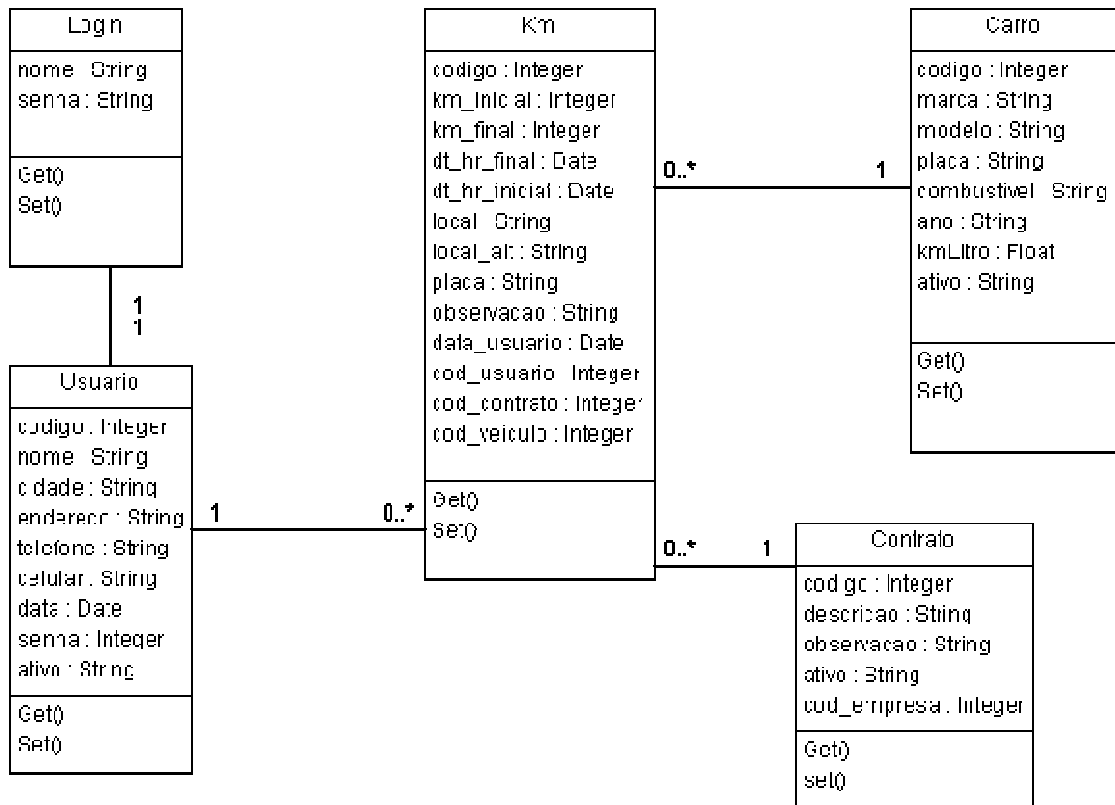 Login
nome : String
senha : String
Get()
Set()
1
1
Usuario
codigo : Integer
nome : String
cidade : String
endereco : String
telefone : String
celular : String
data : Date
senha : Integer
ativo : String
Get()
Set()
1
0..*
Km
codigo : Integer
km_inicial : Integer
km_final : Integer
dt_hr_final : Date
dt_hr_inicial : Date
local : String
local_alt : String
placa : String
observacao : String
data_usuario : Date
cod_usuario : Integer
cod_contrato : Integer
cod_veiculo : Integer
Get()
Set()
0..*
1
Carro
codigo : Integer
marca : String
modelo : String
placa : String
combustivel : String
ano : String
kmLitro : Float
ativo : String
Get()
Set()
0..*
1
Contrato
codigo : Integer
descricao : String
observacao : String
ativo : String
cod_empresa : Integer
Get()
set()